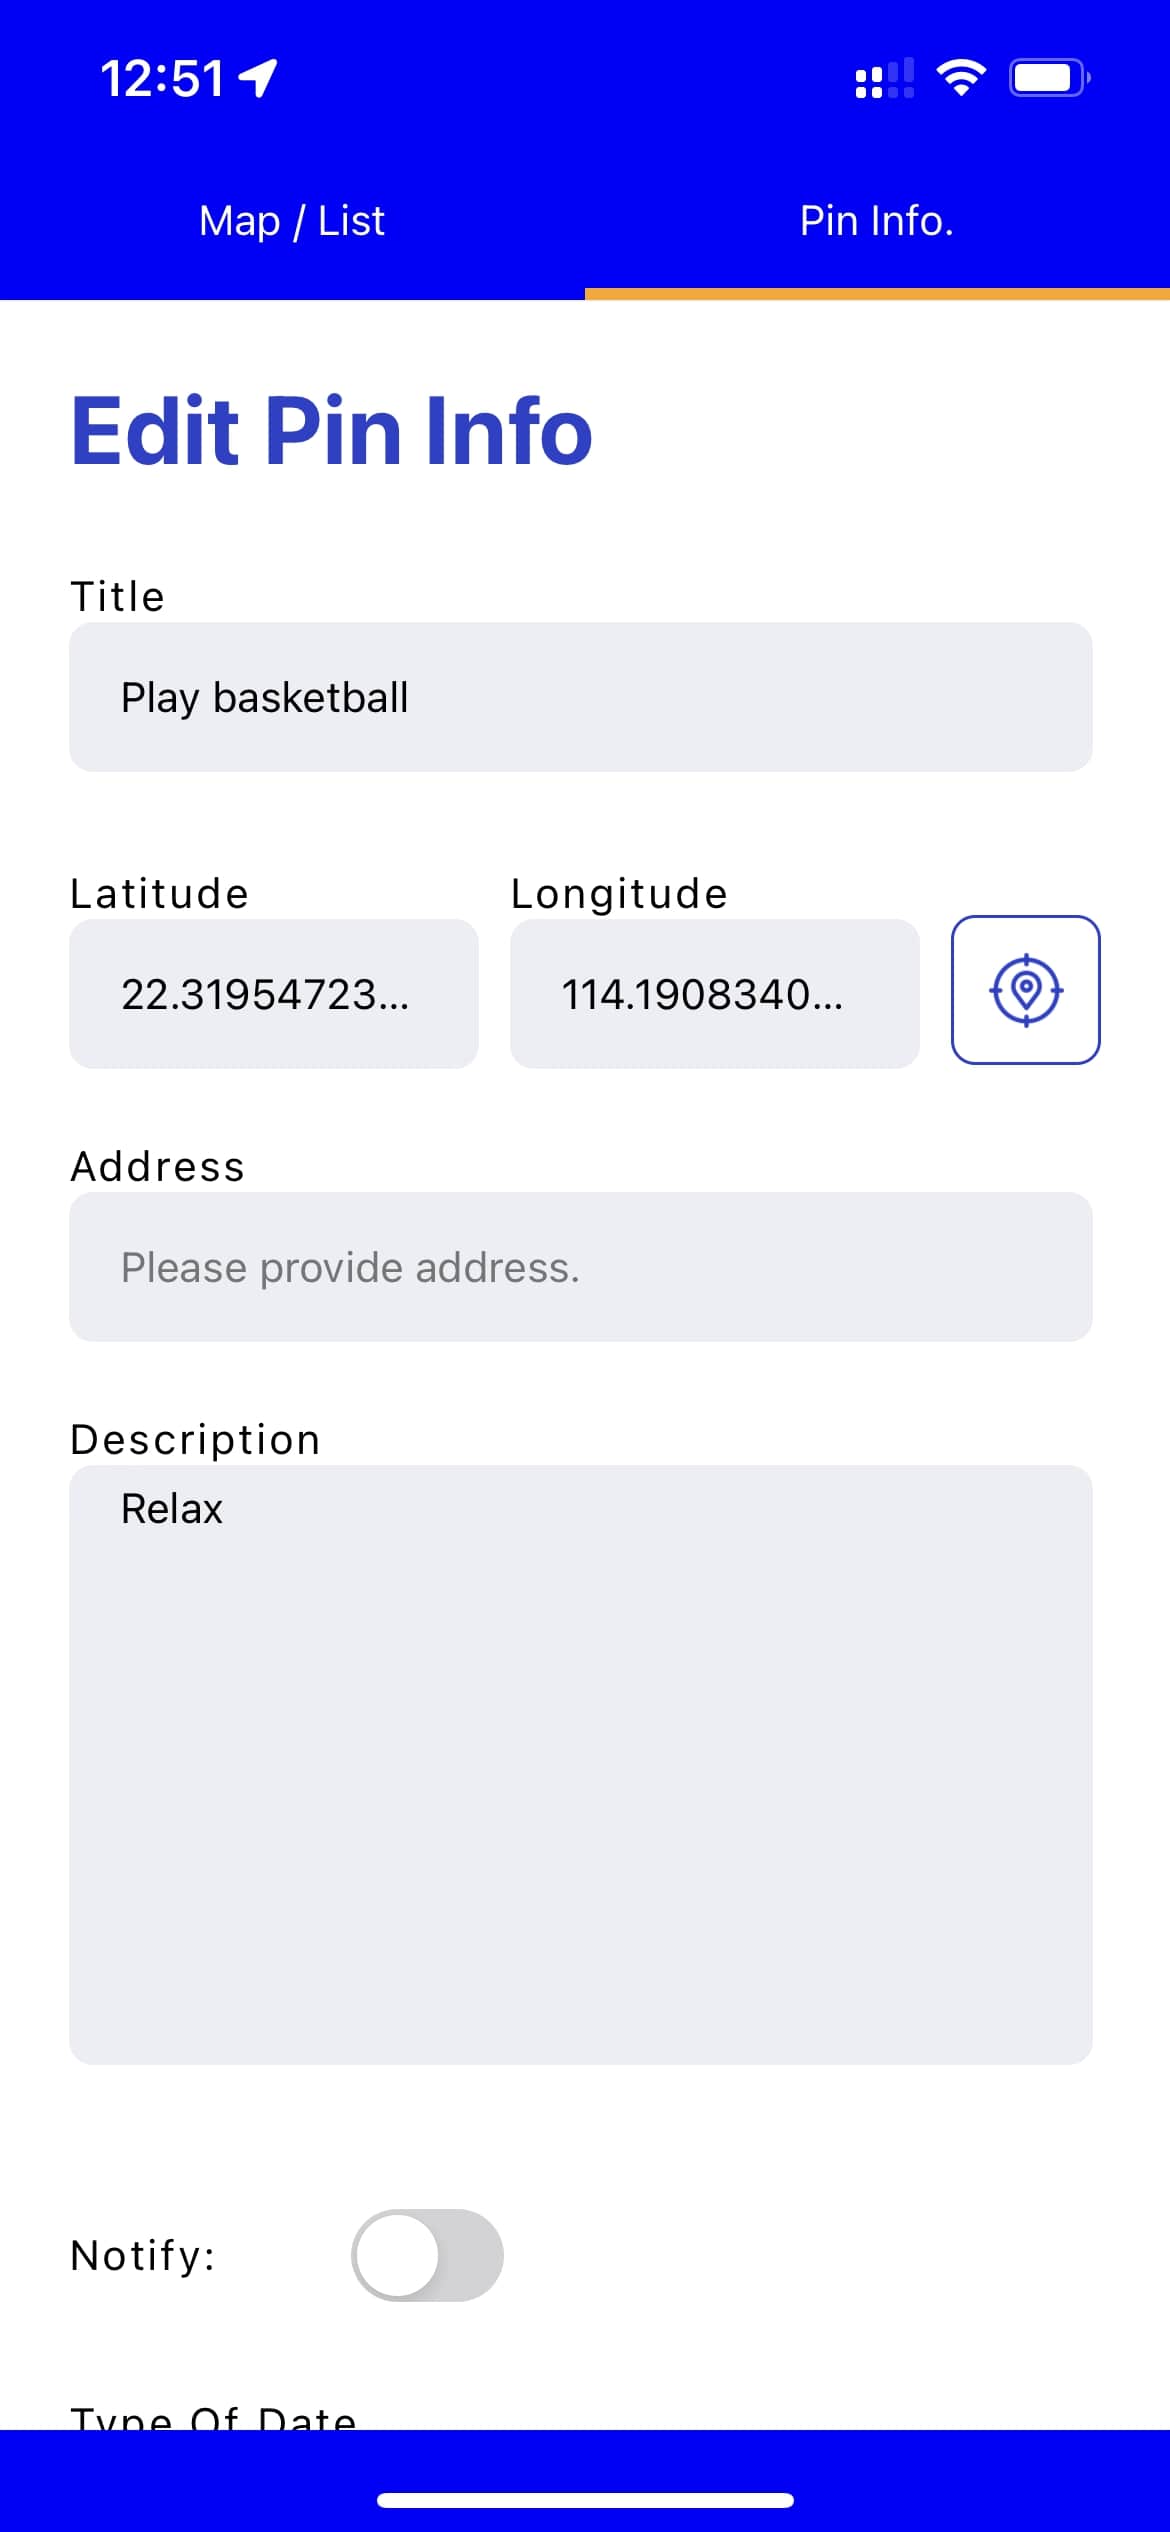 12:51
Map / List
Pin Info.
Edit Pin Info
Title
Play basketball
Latitude
Longitude
22.31954723...
114.1908340...
Address
Please provide address.
Description
Relax
Notify:
Type Of Date